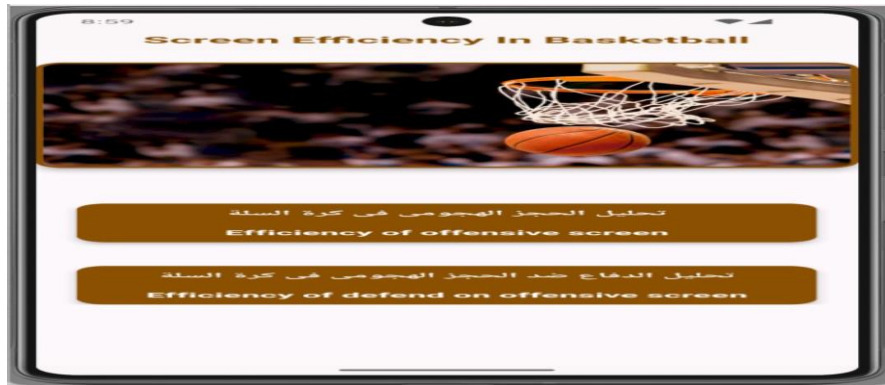 8:59
Screen Efficiency In Basketball
تحليل الحجز الهجومى فى كرة السلة
Efficiency of offensive screen
تحليل الدفاع ضد الحجز الهجومى فى كرة السلة
Efficiency of defend on offensive screen